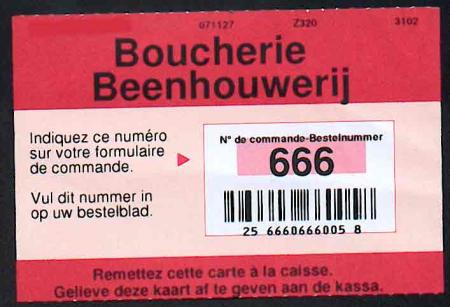 071127 Z320 3102
Boucherie
Beenhouwerij
Indiquez ce numéro
sur votre formulaire
de commande.
Vul dit nummer in
op uw bestelblad.
N° de commande-Bestelnummer
666
25 6660666005 8
Remettez cette carte à la caisse.
Gelieve deze kaart af te geven aan de kassa.